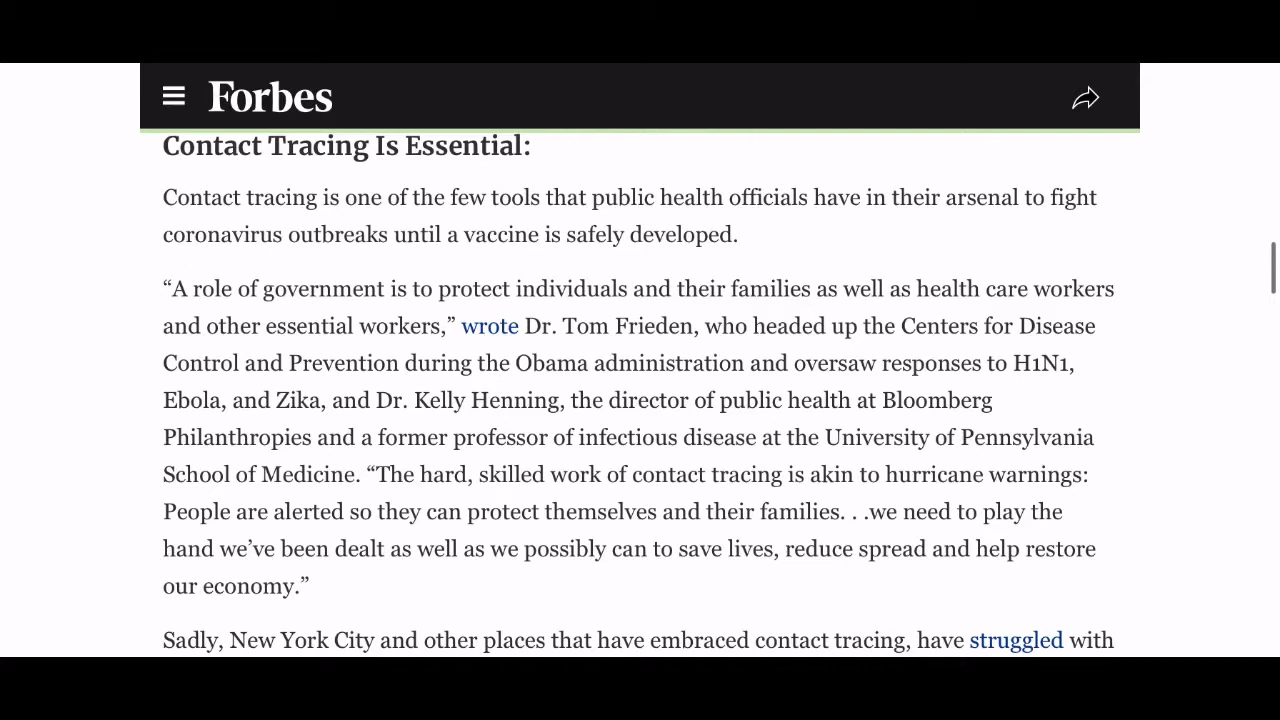 Forbes
Contact Tracing Is Essential:
Contact tracing is one of the few tools that public health officials have in their arsenal to fight
coronavirus outbreaks until a vaccine is safely developed.
“A role of government is to protect individuals and their families as well as health care workers
and other essential workers,” wrote Dr. Tom Frieden, who headed up the Centers for Disease
Control and Prevention during the Obama administration and oversaw responses to H1N1,
Ebola, and Zika, and Dr. Kelly Henning, the director of public health at Bloomberg
Philanthropies and a former professor of infectious disease at the University of Pennsylvania
School of Medicine. “The hard, skilled work of contact tracing is akin to hurricane warnings:
People are alerted so they can protect themselves and their families. . .we need to play the
hand we’ve been dealt as well as we possibly can to save lives, reduce spread and help restore
our economy.”
Sadly, New York City and other places that have embraced contact tracing, have struggled with